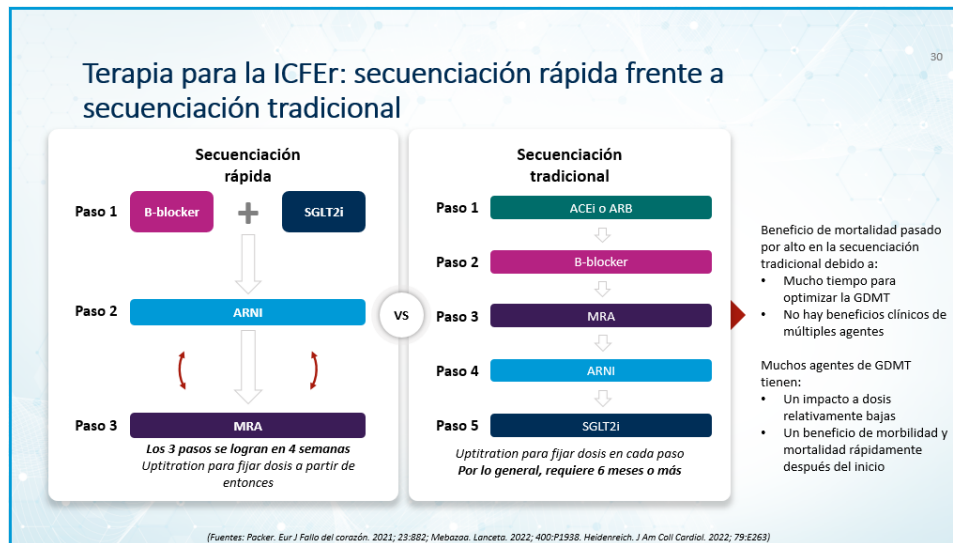 30
Terapia para la ICFEr: secuenciación rápida frente a
secuenciación tradicional
Secuenciación
rápida
Paso 1
B-blocker
+
SGLT2i
Paso 2
ARNI
Paso 3
MRA
Los 3 pasos se logran en 4 semanas
Uptitration para fijar dosis a partir de
entonces
VS
Secuenciación
tradicional
Paso 1
ACEi o ARB
Paso 2
B-blocker
Paso 3
MRA
Paso 4
ARNI
Paso 5
SGLT2i
Uptitration para fijar dosis en cada paso
Por lo general, requiere 6 meses o más
Beneficio de mortalidad pasado
por alto en la secuenciación
tradicional debido a:
• Mucho tiempo para
optimizar la GDMT
• No hay beneficios clínicos de
múltiples agentes
Muchos agentes de GDMT
tienen:
• Un impacto a dosis
relativamente bajas
• Un beneficio de morbilidad y
mortalidad rápidamente
después del inicio
(Fuentes: Packer. Eur J Fallo del corazón. 2021; 23:882; Mebazaa. Lanceta. 2022; 400:P1938. Heidenreich. J Am Coll Cardiol. 2022; 79:E263)